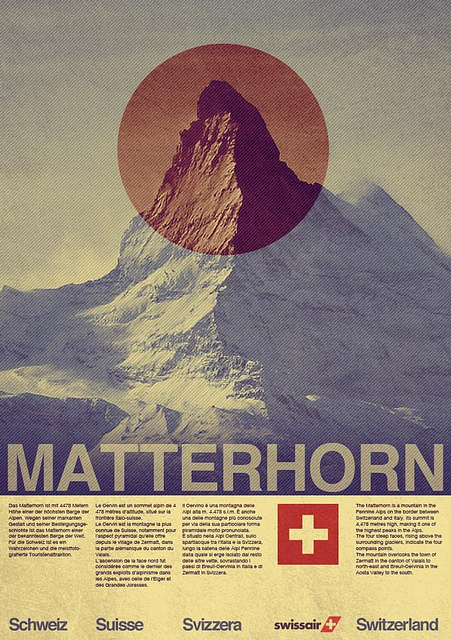 MATTERHORN
Das Matterhorn ist mit 4478 Metern
Höhe einer der höchsten Berge der
Alpen. Wegen seiner markanten
Gestalt und seiner Besteigungsge-
schichte ist das Matterhorn einer
der bekanntesten Berge der Welt.
Für die Schweiz ist es ein
Wahrzeichen und die meistfoto-
grafierte Touristenattraktion.
Le Cervin est un sommet alpin de 4
478 mètres d'altitude, situé sur la
frontière italo-suisse.
Le Cervin est la montagne la plus
connue de Suisse, notamment pour
l'aspect pyramidal qu'elle offre
depuis le village de Zermatt, dans
la partie alémanique du canton du
Valais.
L'ascension de la face nord fut
considérée comme le dernier des
grands exploits d'alpinisme dans
les Alpes, avec celle de l'Eiger et
des Grandes Jorasses.
Il Cervino è una montagna delle
Alpi alta m. 4.478 s.l.m. È anche
una delle montagne più conosciute
per via della sua particolare forma
piramidale molto pronunciata.
È situato nella Alpi Centrali, sullo
spartiacque fra l'Italia e la Svizzera,
lungo la catena delle Alpi Pennine
dalla quale si erge isolato dal resto
delle altre vette, sovrastando i
paesi di Breuil-Cervinia in Italia e di
Zermatt in Svizzera.
The Matterhorn is a mountain in the
Pennine Alps on the border between
Switzerland and Italy. Its summit is
4,478 metres high, making it one of
the highest peaks in the Alps.
The four steep faces, rising above the
surrounding glaciers, indicate the four
compass points.
The mountain overlooks the town of
Zermatt in the canton of Valais to
north-east and Breuil-Cervinia in the
Aosta Valley to the south.
Schweiz
Suisse
Svizzera
swissair
Switzerland